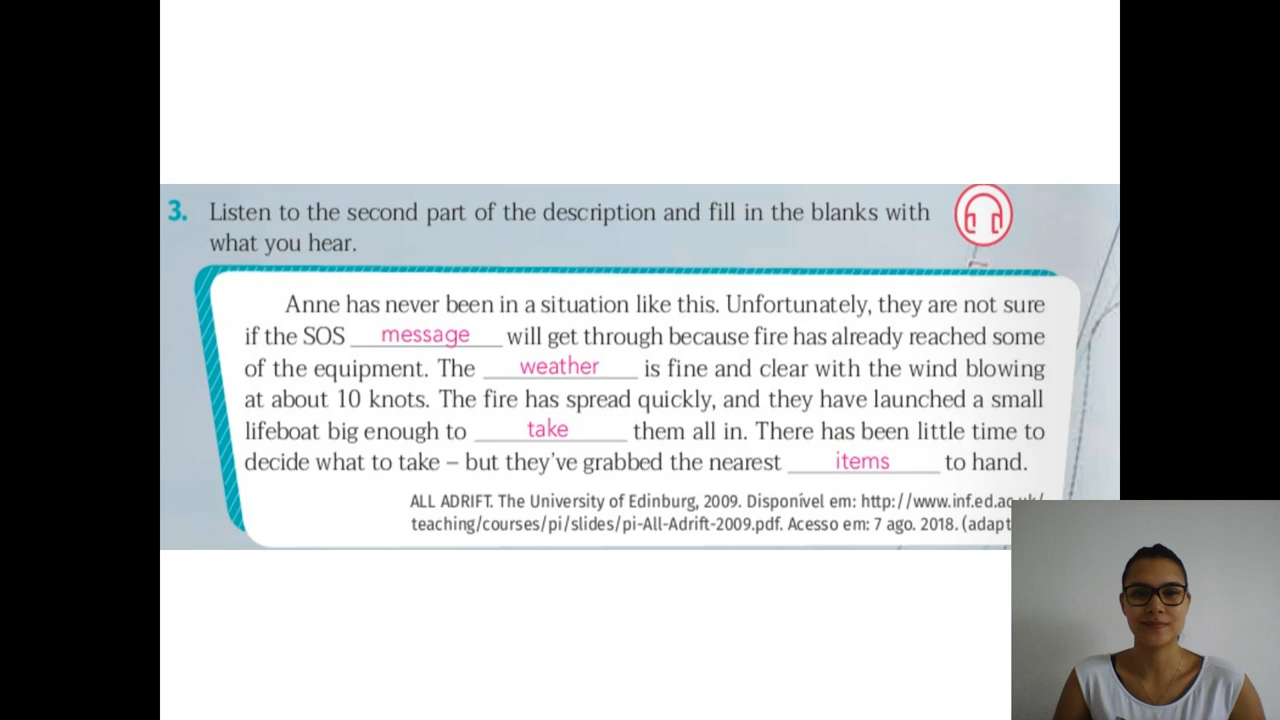 3. Listen to the second part of the description and fill in the blanks with
what you hear.
Anne has never been in a situation like this. Unfortunately, they are not sure
if the SOS message will get through because fire has already reached some
of the equipment. The weather is fine and clear with the wind blowing
at about 10 knots. The fire has spread quickly, and they have launched a small
lifeboat big enough to take them all in. There has been little time to
decide what to take – but they've grabbed the nearest items to hand.
ALL ADRIFT. The University of Edinburg, 2009. Disponível em: http://www.inf.ed.ac.uk/
teaching/courses/pi/slides/pi-All-Adrift-2009.pdf. Acesso em: 7 ago. 2018. (adapt